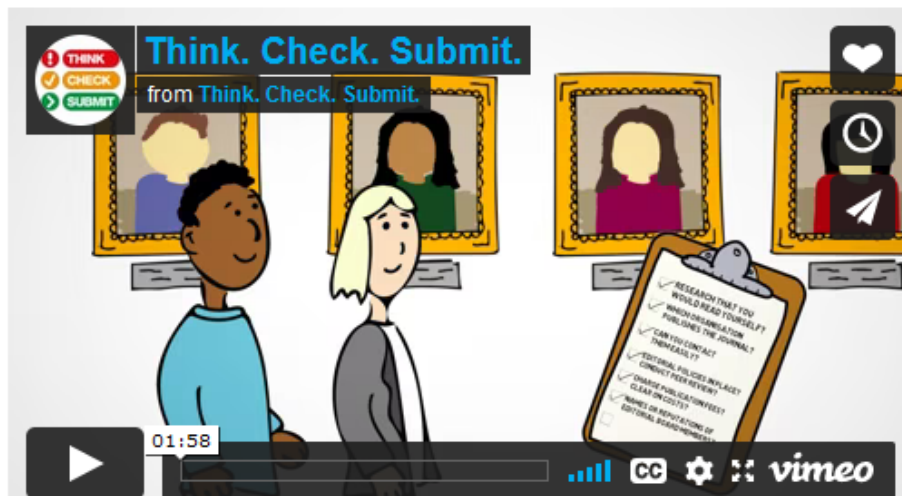 Think. Check. Submit.
from Think. Check. Submit.
! THINK
CHECK
SUBMIT
RESEARCH THAT YOU
WOULD READ YOURSELF?
WHICH ORGANISATION
PUBLISHES THE JOURNAL?
CAN YOU CONTACT
THEM EASILY?
EDITORIAL POLICIES IN PLACE?
CONDUCT PEER REVIEW?
CHARGE PUBLICATION FEES?
CLEAR ON COSTS?
NAMES OR REPUTATIONS OF
EDITORIAL BOARD MEMBERS?
01:58
CC
vimeo